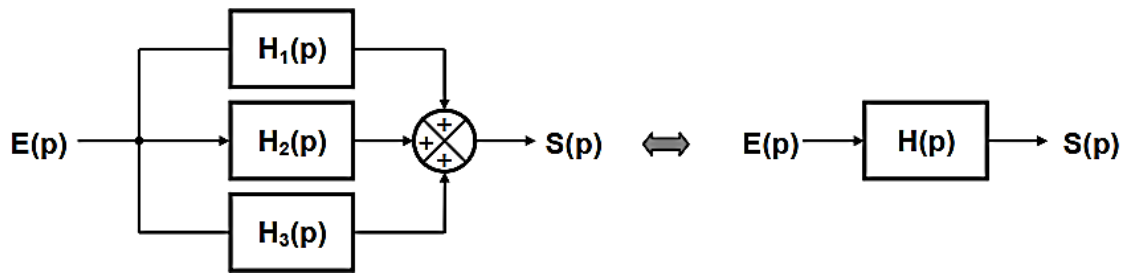 H₁(p)
E(p) H₂(p) + + + S(p) E(p) H(p) S(p)
H₃(p)